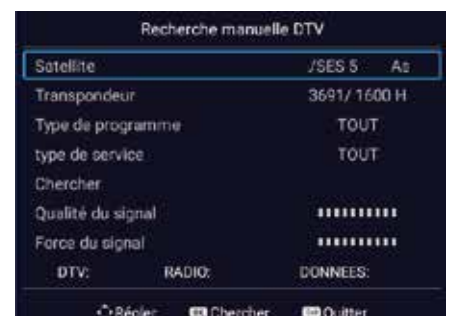 Recherche manuelle DTV
Satellite /SES 5 As
Transpondeur 3691/ 1600 H
Type de programme TOUT
type de service TOUT
Chercher
Qualité du signal
Force du signal
DTV: RADIO: DONNEES:
Régler Chercher Quitter